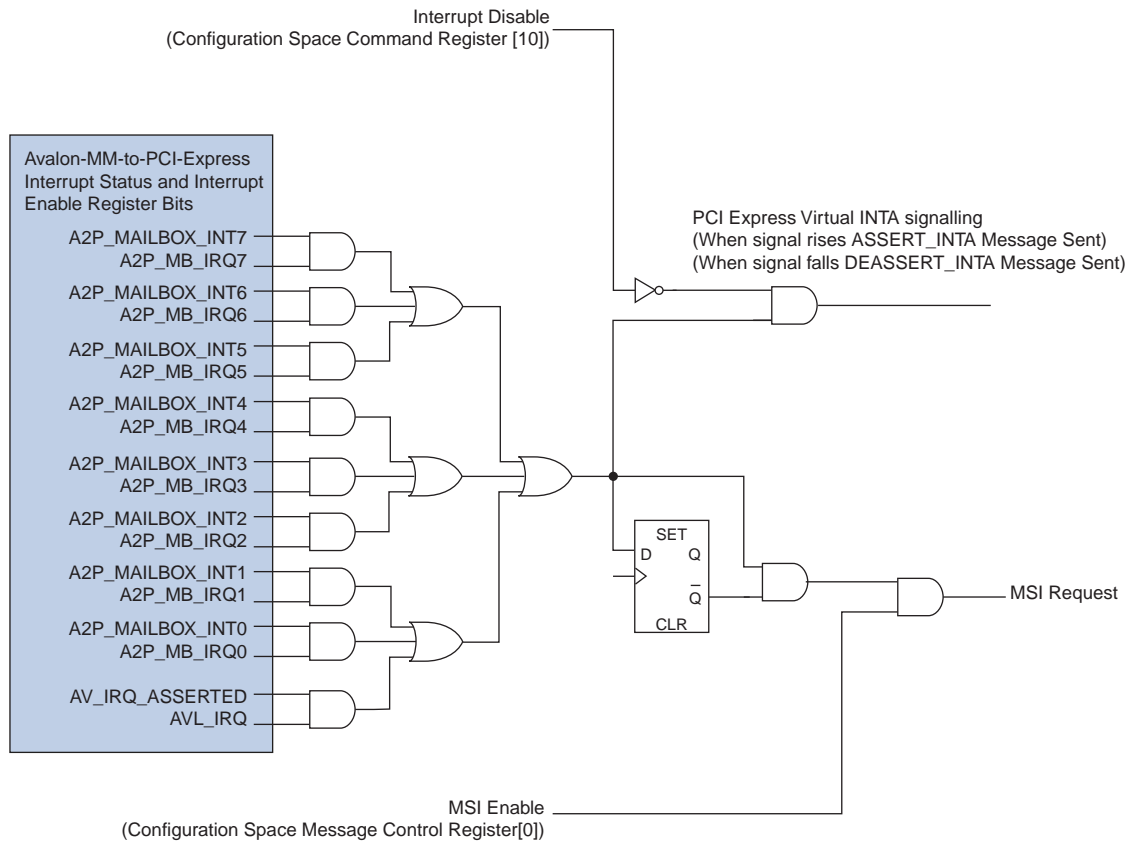 Interrupt Disable
(Configuration Space Command Register [10])
Avalon-MM-to-PCI-Express
Interrupt Status and Interrupt
Enable Register Bits
A2P_MAILBOX_INT7
A2P_MB_IRQ7
A2P_MAILBOX_INT6
A2P_MB_IRQ6
A2P_MAILBOX_INT5
A2P_MB_IRQ5
A2P_MAILBOX_INT4
A2P_MB_IRQ4
A2P_MAILBOX_INT3
A2P_MB_IRQ3
A2P_MAILBOX_INT2
A2P_MB_IRQ2
A2P_MAILBOX_INT1
A2P_MB_IRQ1
A2P_MAILBOX_INT0
A2P_MB_IRQ0
AV_IRQ_ASSERTED
AVL_IRQ
PCI Express Virtual INTA signalling
(When signal rises ASSERT_INTA Message Sent)
(When signal falls DEASSERT_INTA Message Sent)
SET
D Q
Q̅
CLR
MSI Request
MSI Enable
(Configuration Space Message Control Register[0])